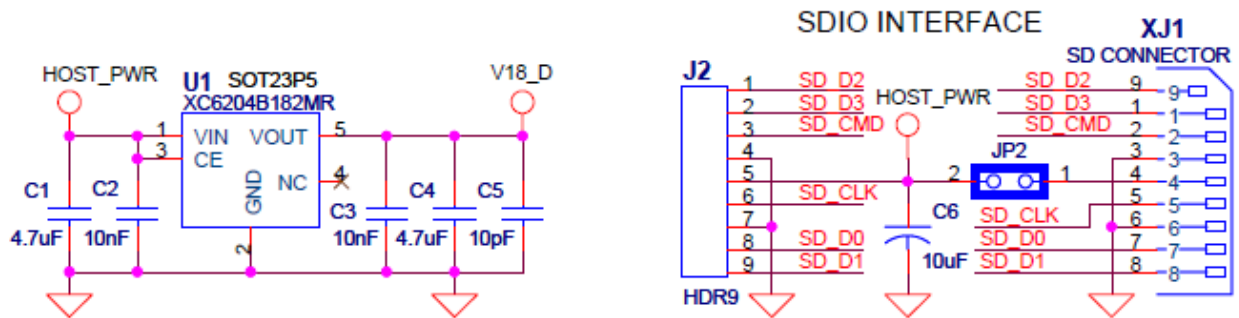 SDIO INTERFACE
HOST_PWR
U1 SOT23P5
XC6204B182MR
V18_D
1 VIN VOUT 5
3 CE
NC 4
GND
2
C1
4.7uF
C2
10nF
C3
10nF
C4
4.7uF
C5
10pF
J2
1 SD_D2
2 SD_D3
3 SD_CMD
4
5
6 SD_CLK
7
8 SD_D0
9 SD_D1
HDR9
HOST_PWR
2 JP2 1
C6
10uF
XJ1
SD CONNECTOR
SD_D2 9 9
SD_D3 1 1
SD_CMD 2 2
3 3
4 4
SD_CLK 5 5
6 6
SD_D0 7 7
SD_D1 8 8